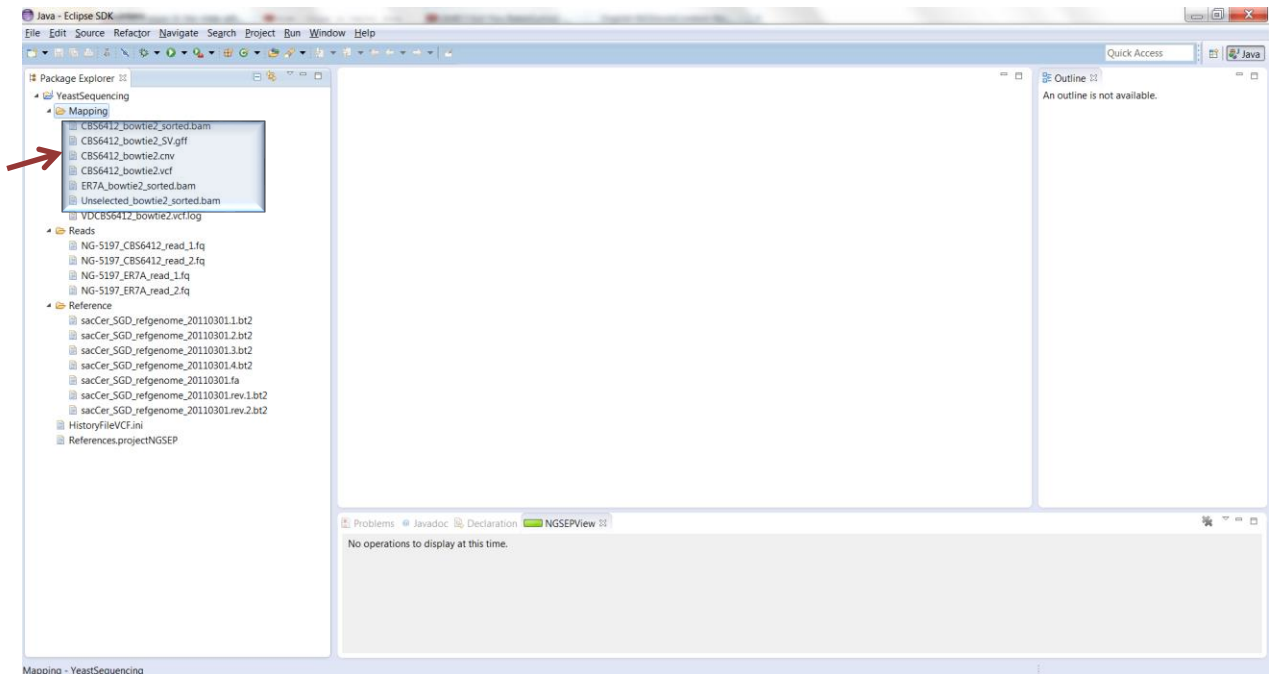 Java - Eclipse SDK
File Edit Source Refactor Navigate Search Project Run Window Help
Quick Access
Java
Package Explorer
YeastSequencing
Mapping
CBS6412_bowtie2_sorted.bam
CBS6412_bowtie2_SV.gff
CBS6412_bowtie2.cnv
CBS6412_bowtie2.vcf
ER7A_bowtie2_sorted.bam
Unselected_bowtie2_sorted.bam
VDCBS6412_bowtie2.vcf.log
Reads
NG-5197_CBS6412_read_1.fq
NG-5197_CBS6412_read_2.fq
NG-5197_ER7A_read_1.fq
NG-5197_ER7A_read_2.fq
Reference
sacCer_SGD_refgenome_20110301.1.bt2
sacCer_SGD_refgenome_20110301.2.bt2
sacCer_SGD_refgenome_20110301.3.bt2
sacCer_SGD_refgenome_20110301.4.bt2
sacCer_SGD_refgenome_20110301.fa
sacCer_SGD_refgenome_20110301.rev.1.bt2
sacCer_SGD_refgenome_20110301.rev.2.bt2
HistoryFileVCF.ini
References.projectNGSEP
Outline
An outline is not available.
Problems @ Javadoc Declaration NGSEPView
No operations to display at this time.
Mapping - YeastSequencing